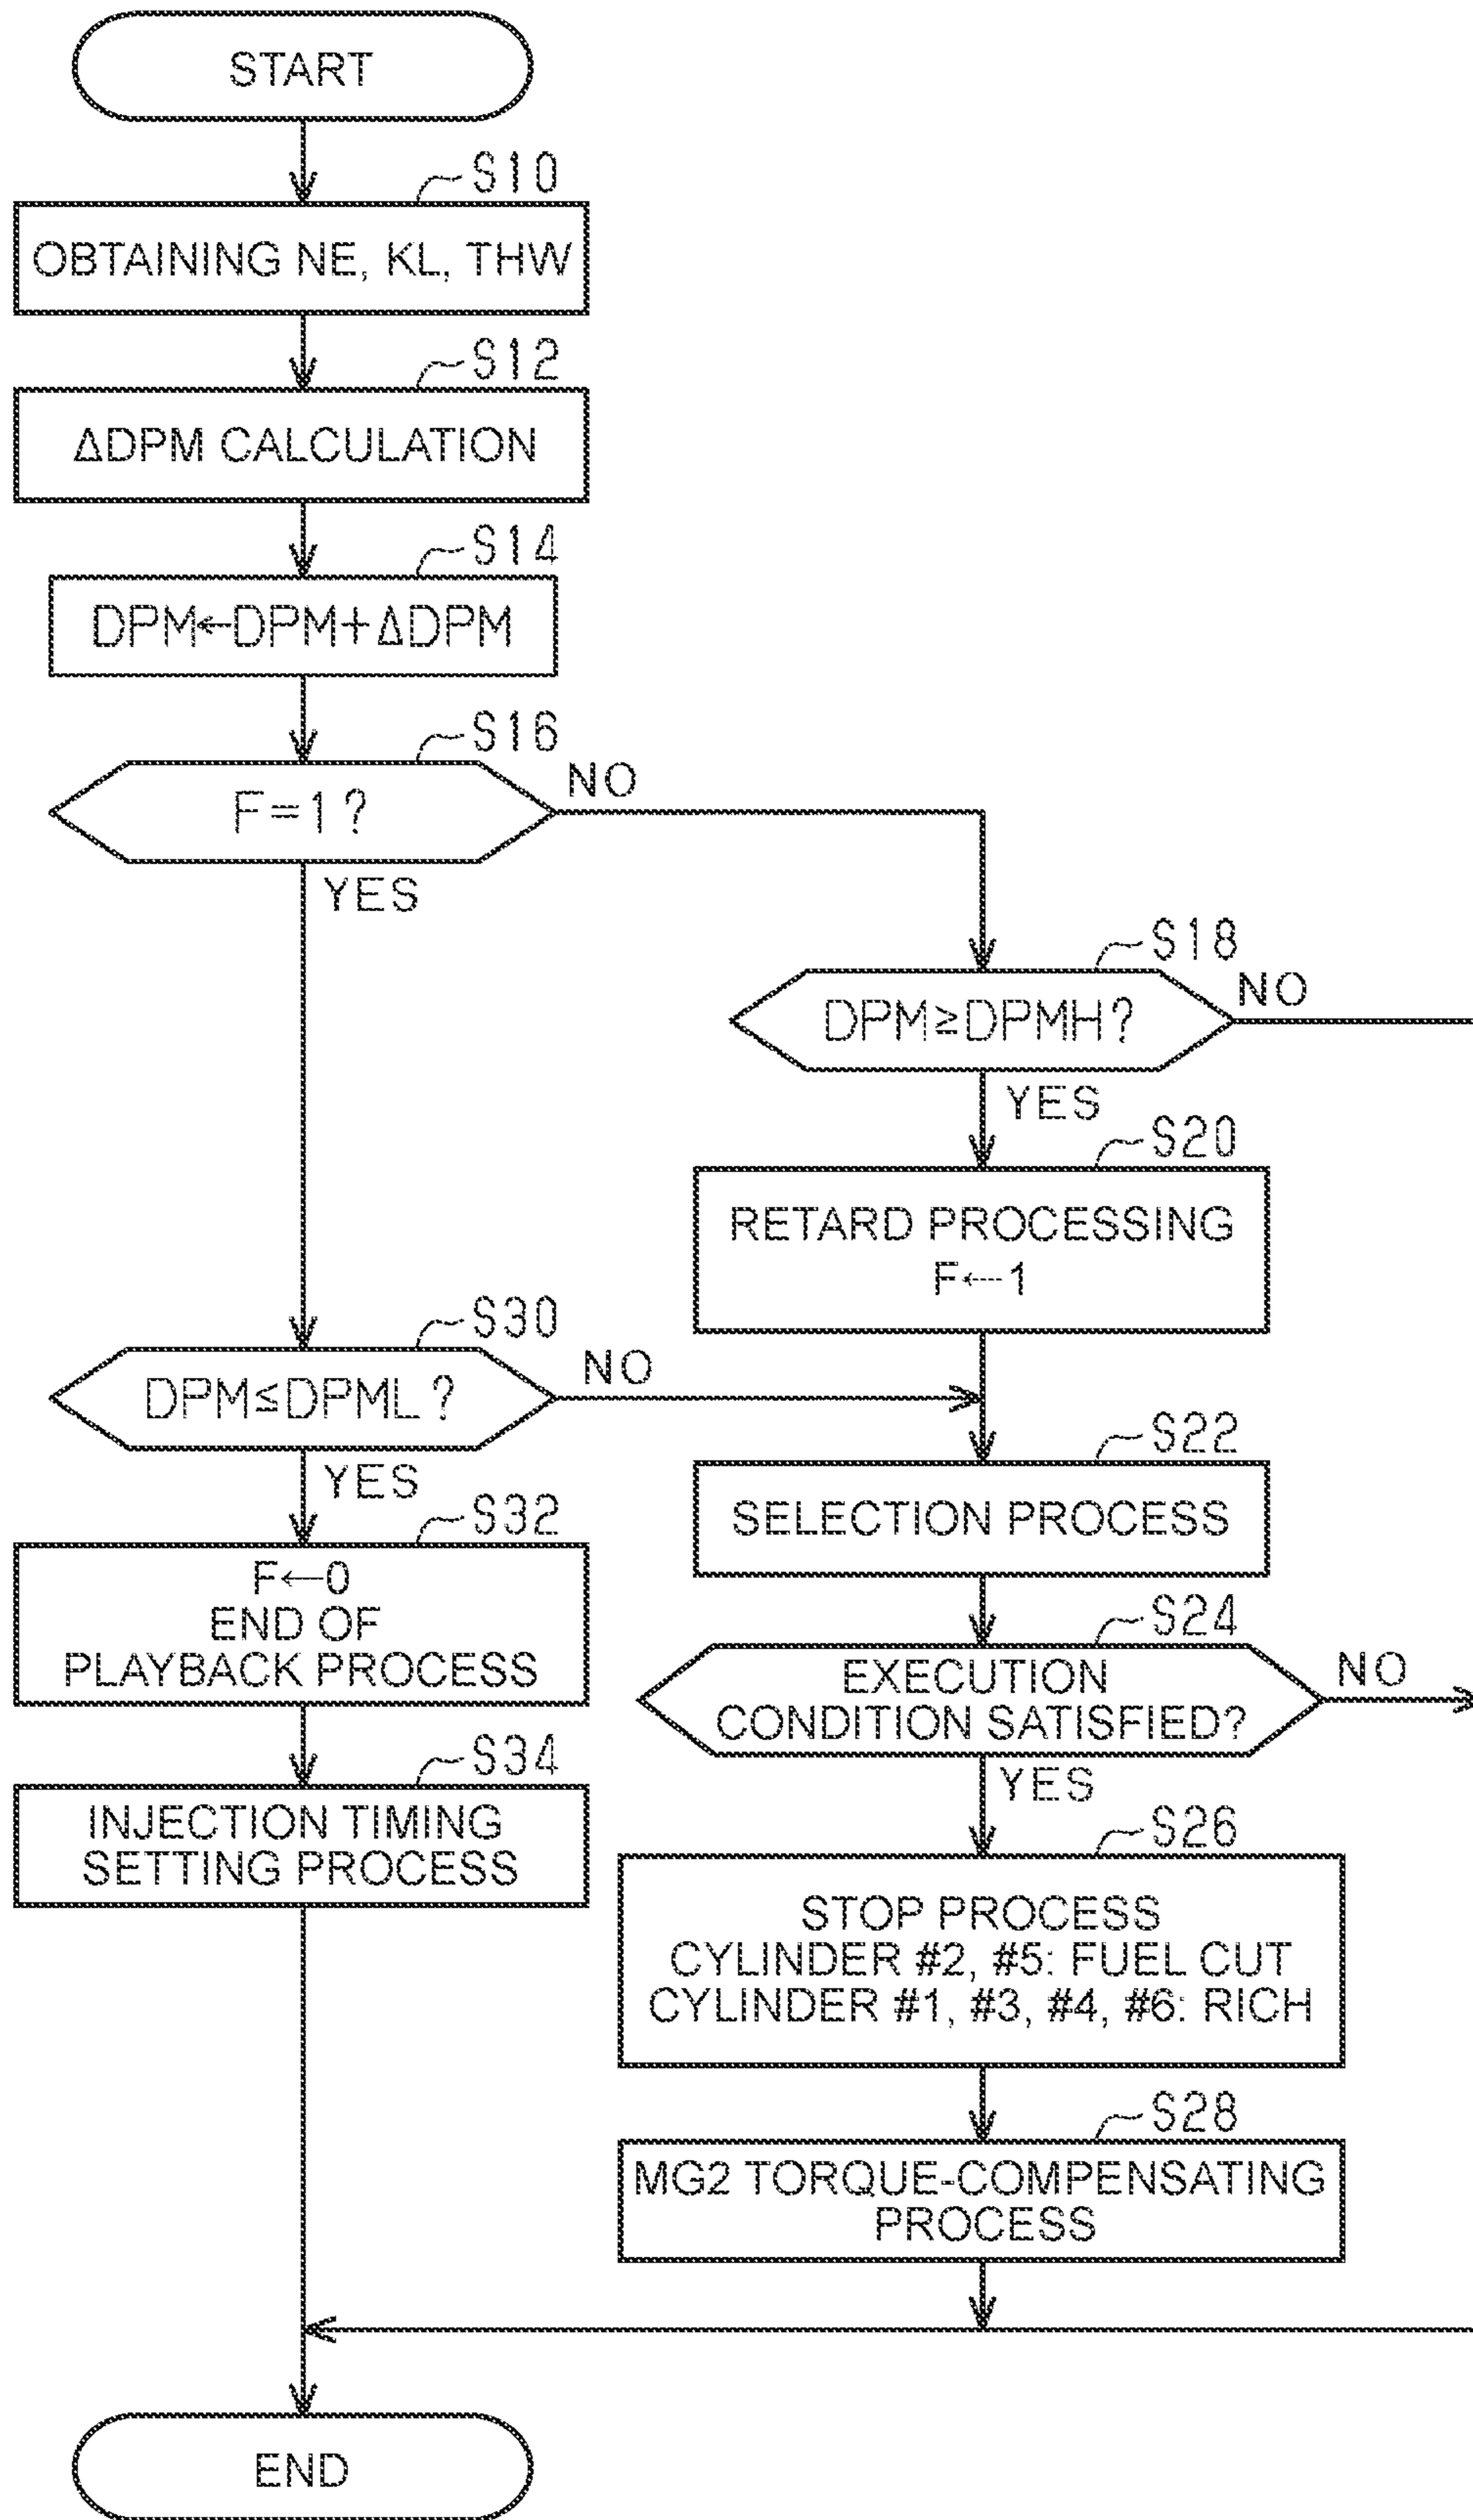 START
S10
OBTAINING NE, KL, THW
S12
ΔDPM CALCULATION
S14
DPM←DPM+ΔDPM
S16
F=1?
NO
YES
S18
DPM≥DPMH?
NO
YES
S20
RETARD PROCESSING
F←1
S30
DPM≤DPML?
NO
YES
S22
SELECTION PROCESS
S32
F←0
END OF
PLAYBACK PROCESS
S24
EXECUTION
CONDITION SATISFIED?
NO
YES
S34
INJECTION TIMING
SETTING PROCESS
S26
STOP PROCESS
CYLINDER #2, #5: FUEL CUT
CYLINDER #1, #3, #4, #6: RICH
S28
MG2 TORQUE-COMPENSATING
PROCESS
END